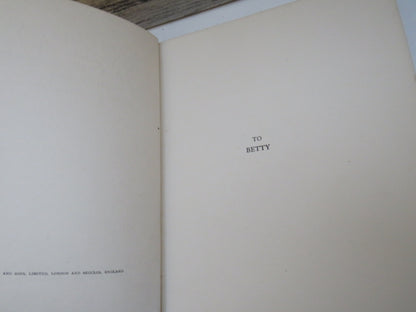 AND SONS, LIMITED, LONDON AND BECCLES, ENGLAND
TO
BETTY